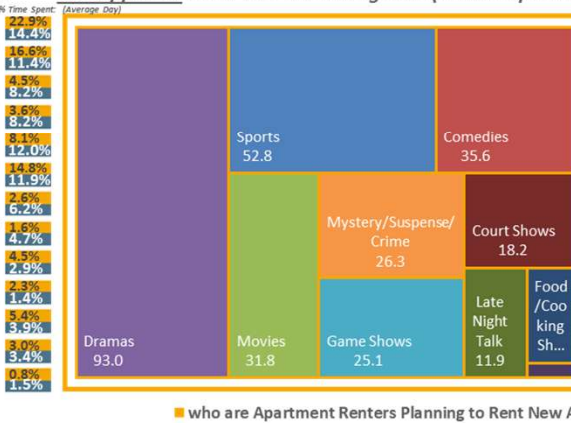 % Time Spent: (Average Day)
22.9%
14.4%
16.6%
11.4%
4.5%
8.2%
3.6%
8.2%
8.1%
12.0%
14.8%
11.9%
2.6%
6.2%
1.6%
4.7%
4.5%
2.9%
2.3%
1.4%
5.4%
3.9%
3.0%
3.4%
0.8%
1.5%
Sports
52.8
Comedies
35.6
Mystery/Suspense/
Crime
26.3
Court Shows
18.2
Dramas
93.0
Movies
31.8
Game Shows
25.1
Late
Night
Talk
11.9
Food
/Coo
king
Sh...
who are Apartment Renters Planning to Rent New A